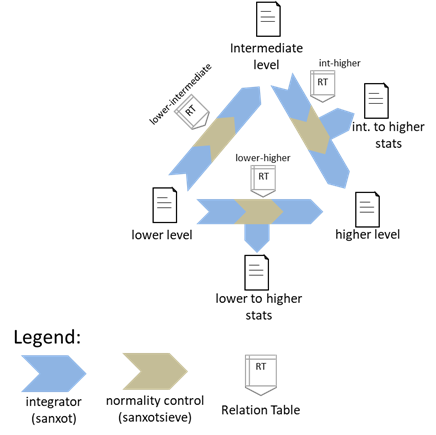 Intermediate
level
int-higher
RT
lower-intermediate
RT
int. to higher
stats
lower-higher
RT
lower level
higher level
lower to higher
stats
Legend:
RT
integrator
(sanxot)
normality control
(sanxotsieve)
Relation Table